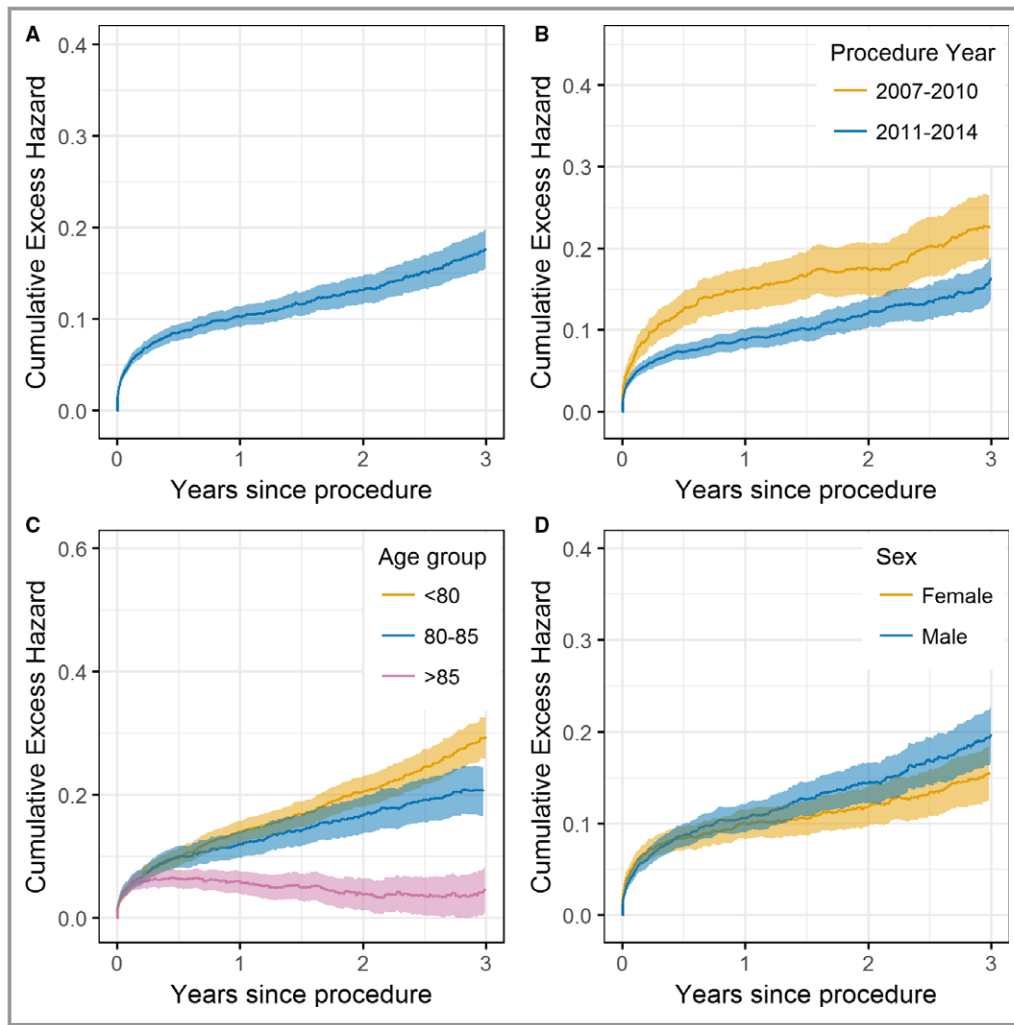 A
0.4
0.3
0.2
0.1
0.0
Cumulative Excess Hazard
0 1 2 3
Years since procedure
B
Procedure Year
2007-2010
2011-2014
0.4
0.3
0.2
0.1
0.0
Cumulative Excess Hazard
0 1 2 3
Years since procedure
C
Age group
<80
80-85
>85
0.6
0.4
0.2
0.0
Cumulative Excess Hazard
0 1 2 3
Years since procedure
D
Sex
Female
Male
0.4
0.3
0.2
0.1
0.0
Cumulative Excess Hazard
0 1 2 3
Years since procedure